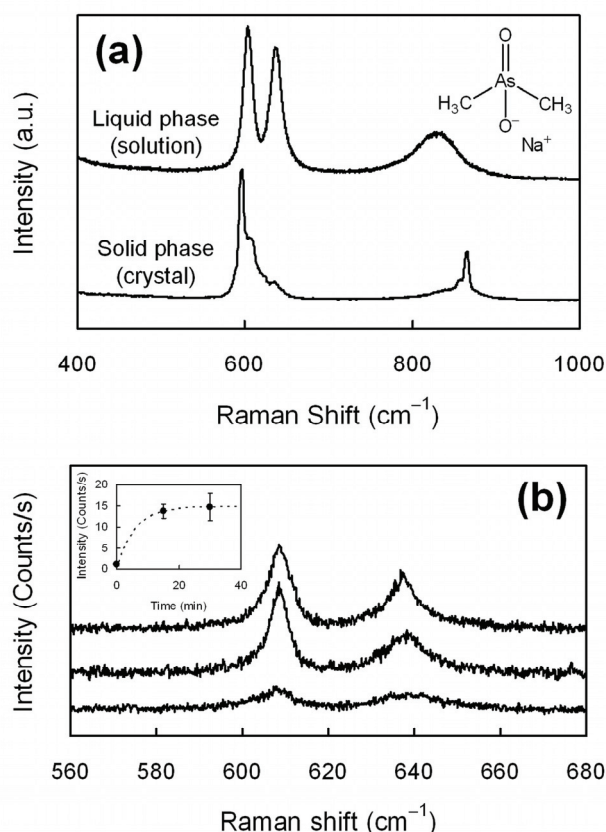 (a)
Intensity (a.u.)
Liquid phase
(solution)
Solid phase
(crystal)
O
As
H₃C
CH₃
O⁻
Na⁺
400
600
800
1000
Raman Shift (cm⁻¹)
(b)
Intensity (Counts/s)
Intensity (Counts/s)
20
15
10
5
0
0
20
40
Time (min)
560
580
600
620
640
660
680
Raman shift (cm⁻¹)